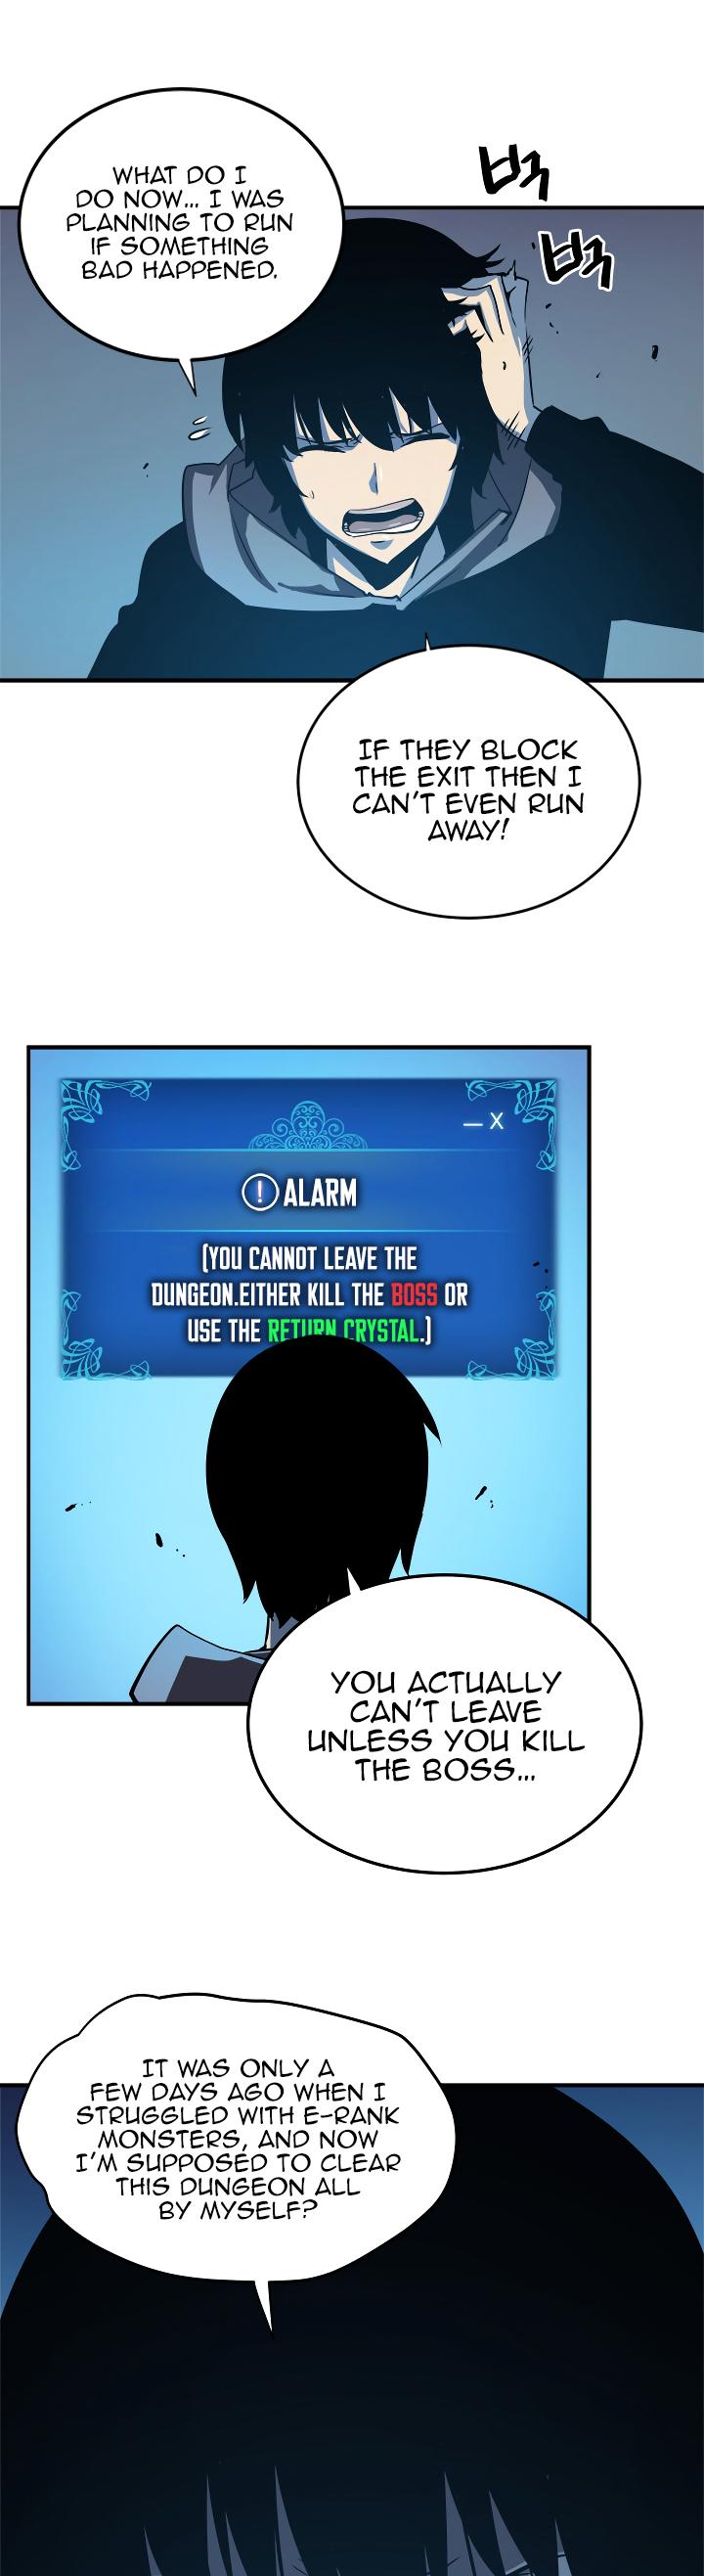 WHAT DO I
DO NOW... I WAS
PLANNING TO RUN
IF SOMETHING
BAD HAPPENED.
벅
벅
IF THEY BLOCK
THE EXIT THEN I
CAN'T EVEN RUN
AWAY!
— X
! ALARM
(YOU CANNOT LEAVE THE
DUNGEON.EITHER KILL THE BOSS OR
USE THE RETURN CRYSTAL.)
YOU ACTUALLY
CAN'T LEAVE
UNLESS YOU KILL
THE BOSS...
IT WAS ONLY A
FEW DAYS AGO WHEN I
STRUGGLED WITH E-RANK
MONSTERS, AND NOW
I'M SUPPOSED TO CLEAR
THIS DUNGEON ALL
BY MYSELF?